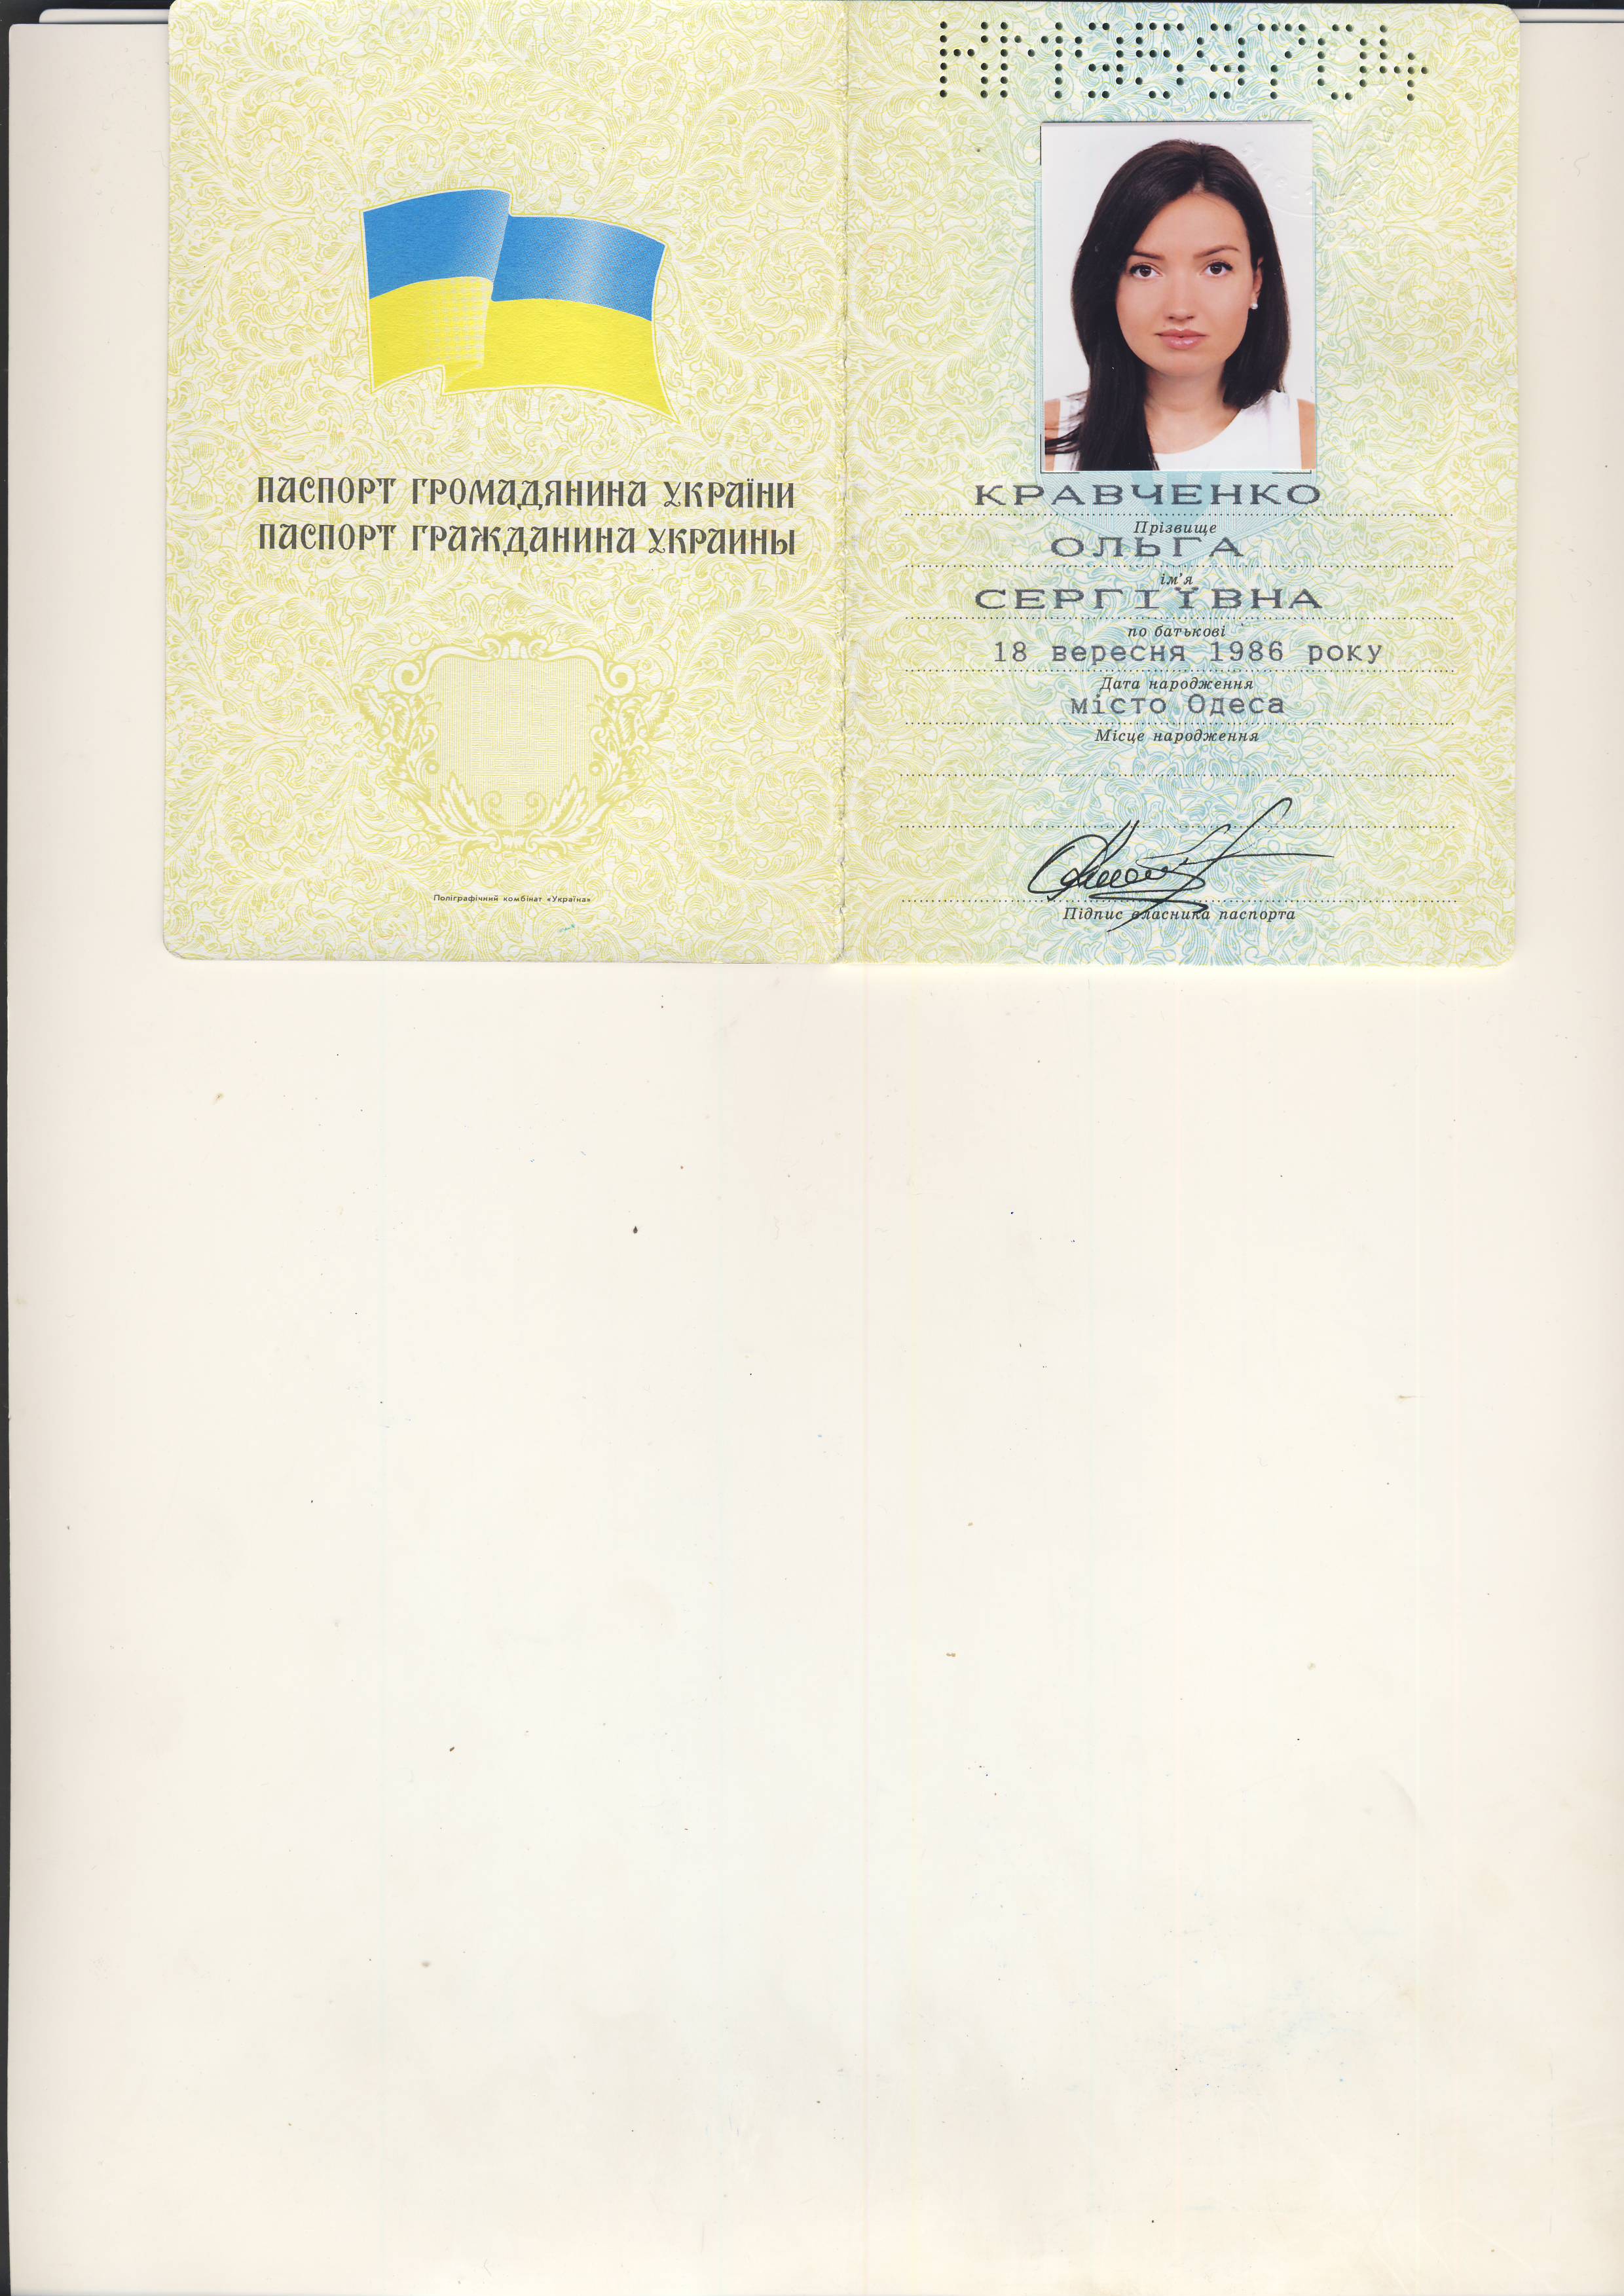 КМ959704
ПАСПОРТ ГРОМАДЯНИНА УКРАЇНИ
ПАСПОРТ ГРАЖДАНИНА УКРАИНЫ
Поліграфічний комбінат «Україна»
КРАВЧЕНКО
Прізвище
ОЛЬГА
ім'я
СЕРГІЇВНА
по батькові
18 вересня 1986 року
Дата народження
місто Одеса
Місце народження
Підпис власника паспорта